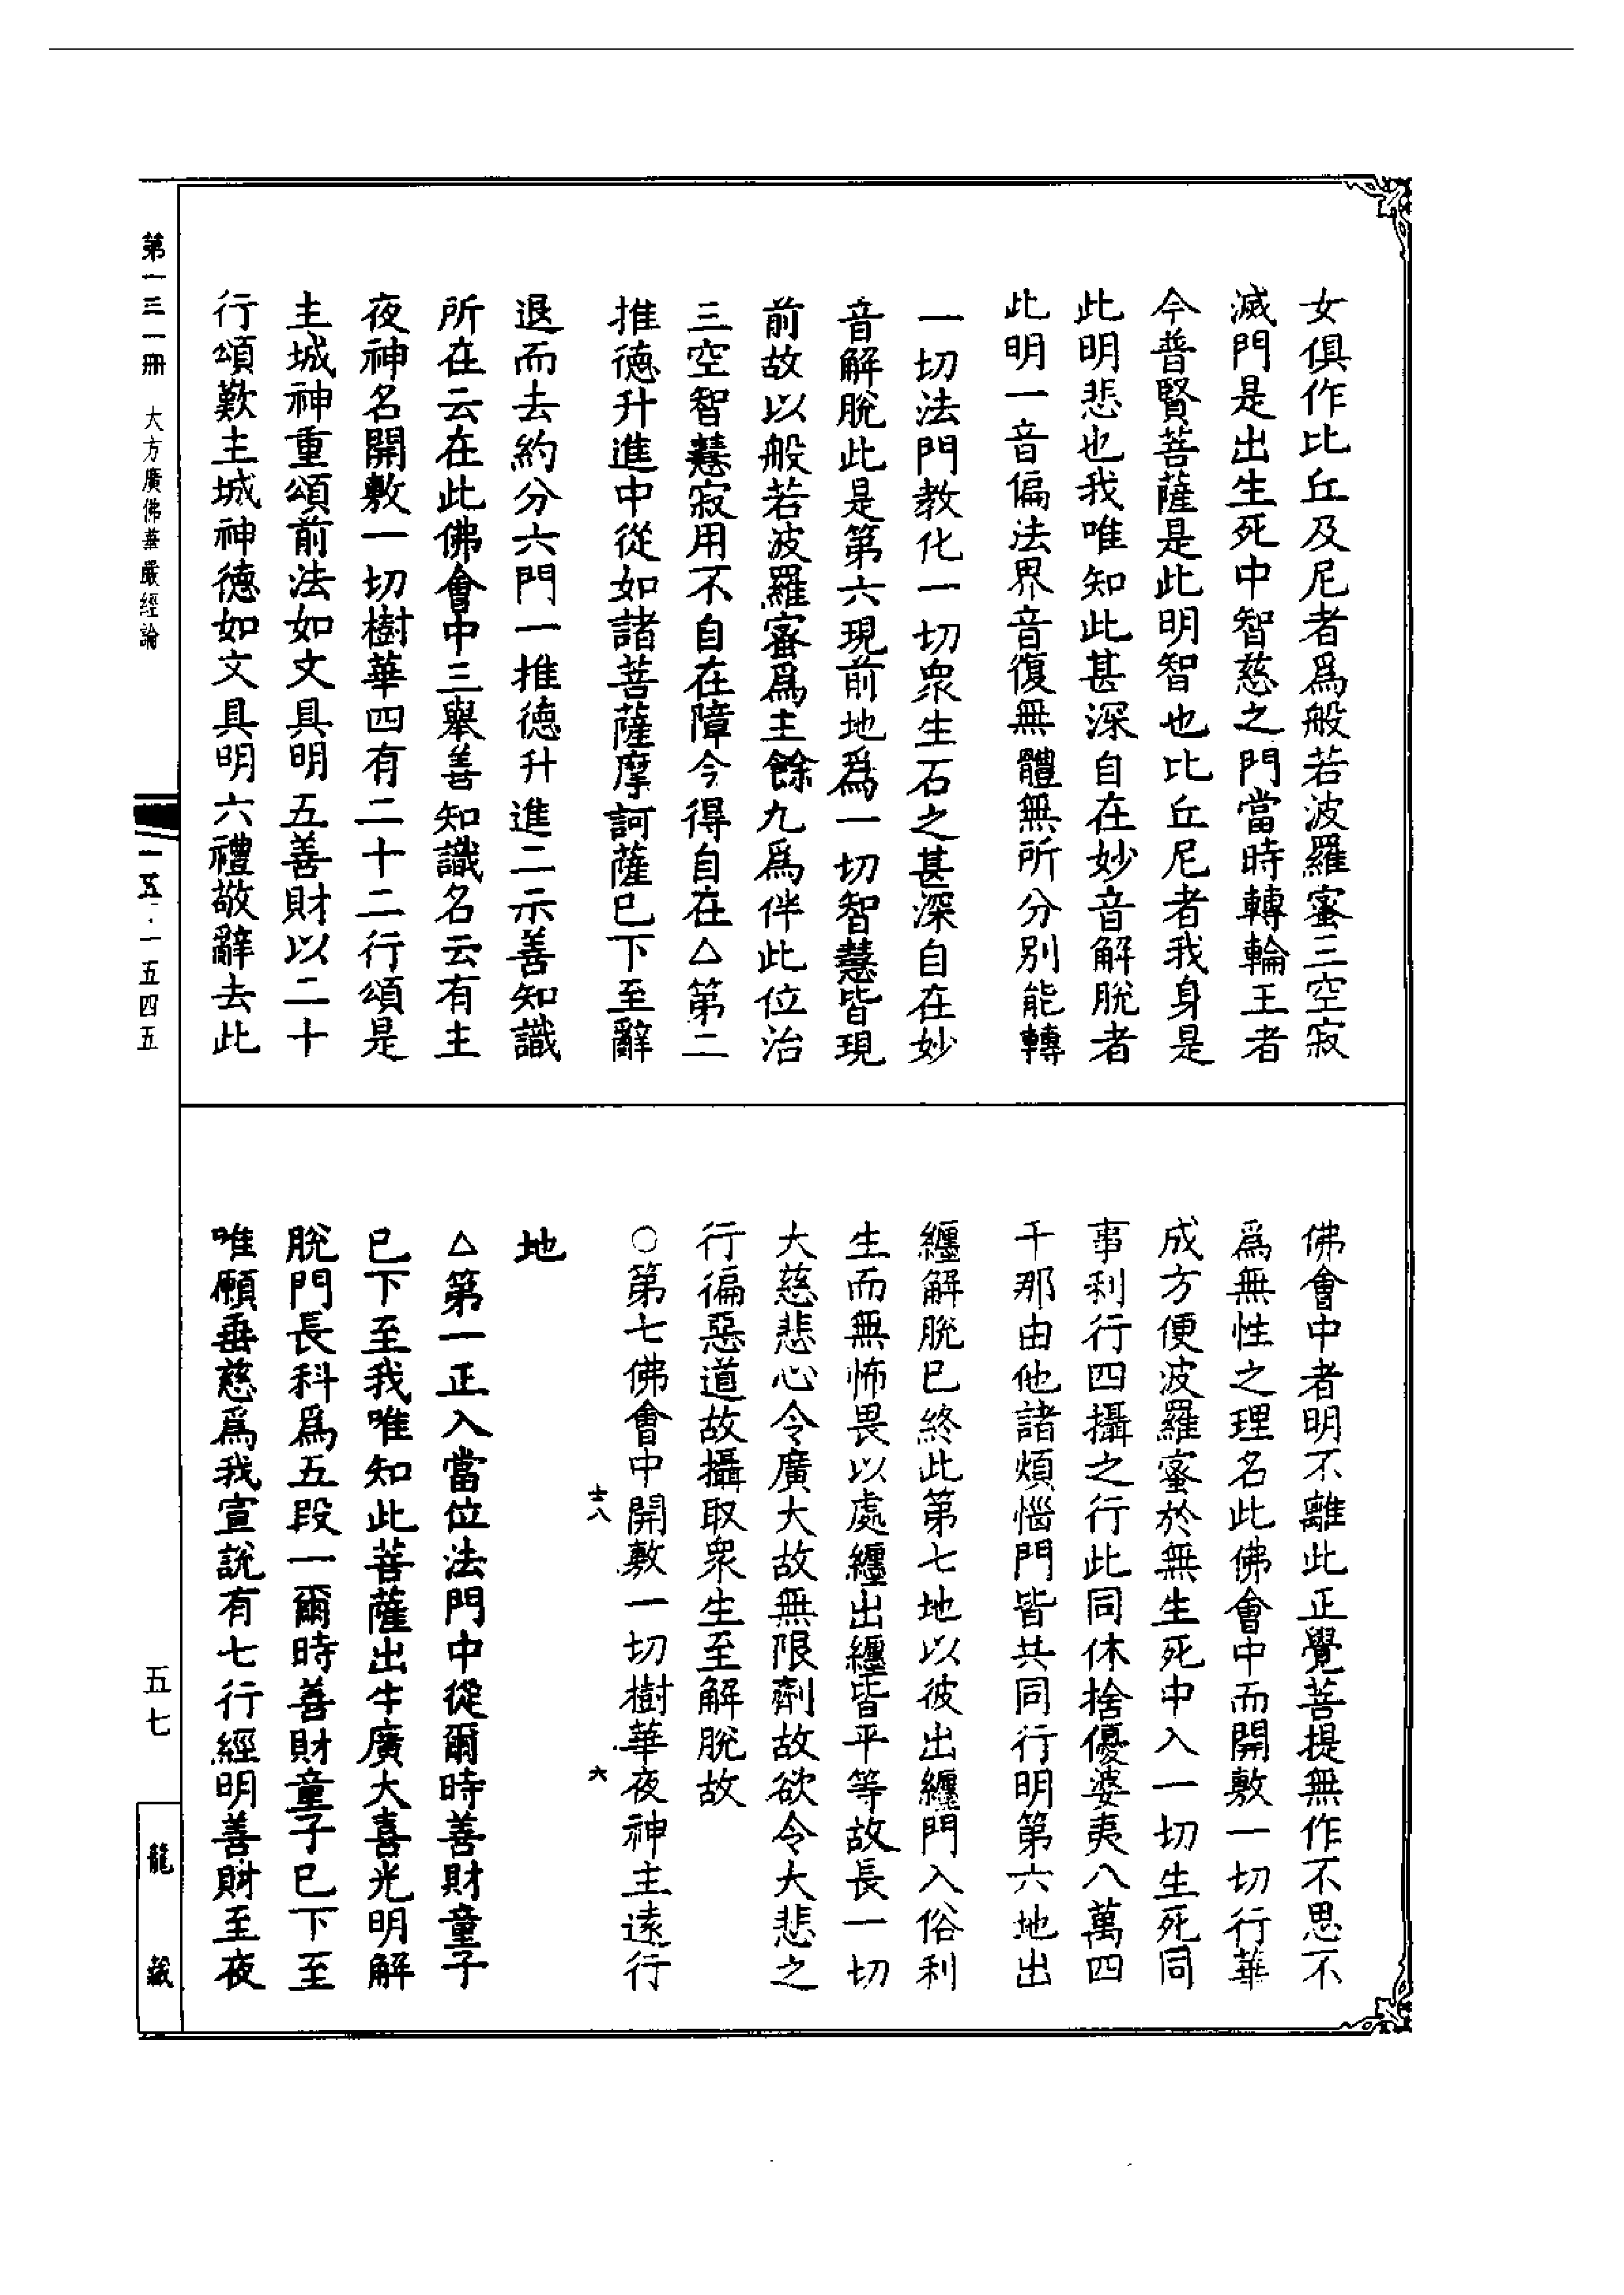 女俱作比丘及尼者爲般若波羅蜜三空寂
滅門是出生死中智慈之門當時轉輪王者
今普賢菩薩是此明智也比丘尼者我身是
此明悲也我唯知此甚深自在妙音解脫者
此明一音偏法界音復無體無所分別能轉
一切法門教化一切衆生石之甚深自在妙
音解脫此是第六現前地爲一切智慧皆現
前故以般若波羅蜜爲主餘九爲伴此位治
三空智慧寂用不自在障今得自在△第二
推德升進中從如諸菩薩摩訶薩已下至辭
退而去約分六門一推德升進二示善知識
所在云在此佛會中三舉善知識名云有主
夜神名開敷一切樹華四有二十二行頌是
主城神重頌前法如文具明五善財以二十
行頌歎主城神德如文具明六禮敬辭去此
佛會中者明不離此正覺菩提無作不思不
爲無性之理名此佛會中而開敷一切行華
成方便波羅蜜於無生死中入一切生死同
事利行四攝之行此同休捨優婆夷八萬四
千那由他諸煩惱門皆共同行明第六地出
纏解脫已終此第七地以彼出纏門入俗利
生而無怖畏以處纏出纏皆平等故長一切
大慈悲心令廣大故無限劑故欲令大悲之
行徧惡道故攝取衆生至解脫故
○第七佛會中開敷一切樹華夜神主遠行
士八 六
地
△第一正入當位法門中從爾時善財童子
已下至我唯知此菩薩出生廣大喜光明解
脫門長科爲五段一爾時善財童子已下至
唯願垂慈爲我宣說有七行經明善財至夜
第一三一冊 大方廣佛華嚴經論
一五·一五四五
五七
龍藏